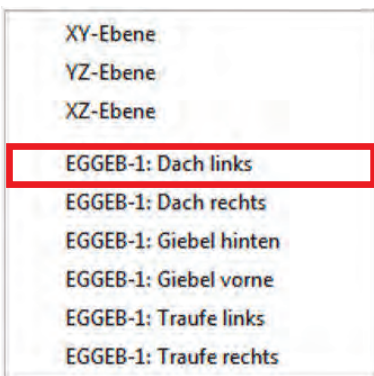 XY-Ebene
YZ-Ebene
XZ-Ebene
EGGEB-1: Dach links
EGGEB-1: Dach rechts
EGGEB-1: Giebel hinten
EGGEB-1: Giebel vorne
EGGEB-1: Traufe links
EGGEB-1: Traufe rechts